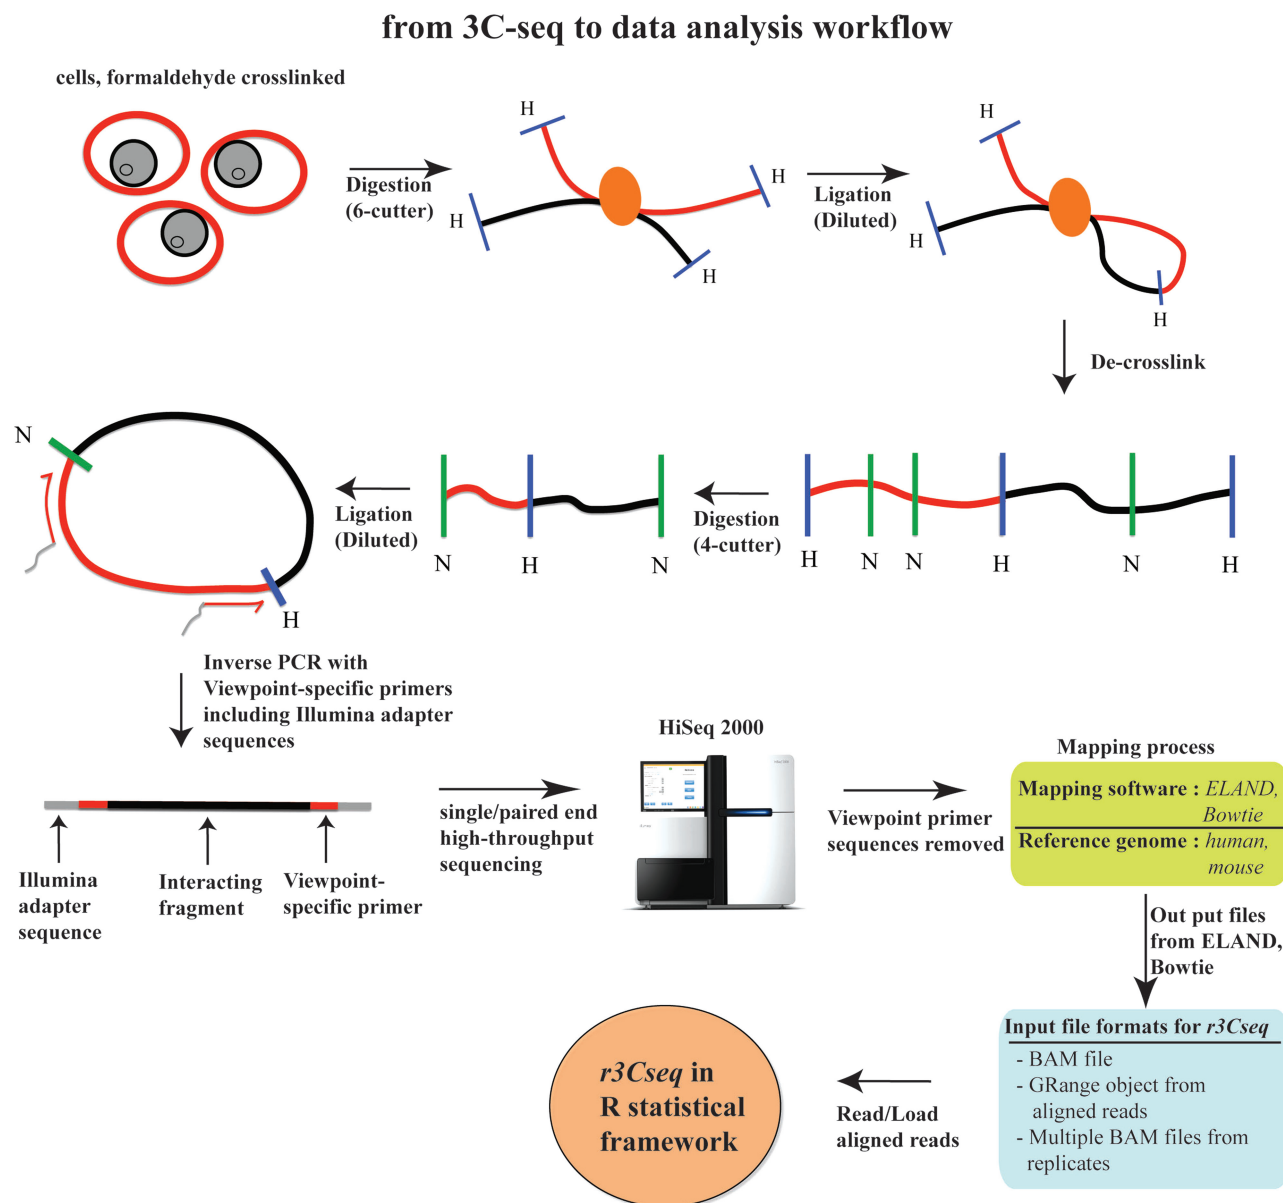 from 3C-seq to data analysis workflow
cells, formaldehyde crosslinked
Digestion
(6-cutter)
H
H
H
H
Ligation
(Diluted)
H
H
H
De-crosslink
H
N
N
H
N
H
Digestion
(4-cutter)
N
H
N
Ligation
(Diluted)
N
H
Inverse PCR with
Viewpoint-specific primers
including Illumina adapter
sequences
Illumina
adapter
sequence
Interacting
fragment
Viewpoint-
specific primer
single/paired end
high-throughput
sequencing
HiSeq 2000
Viewpoint primer
sequences removed
Mapping process
Mapping software : ELAND,
Bowtie
Reference genome : human,
mouse
Out put files
from ELAND,
Bowtie
Input file formats for r3Cseq
- BAM file
- GRange object from
aligned reads
- Multiple BAM files from
replicates
Read/Load
aligned reads
r3Cseq in
R statistical
framework